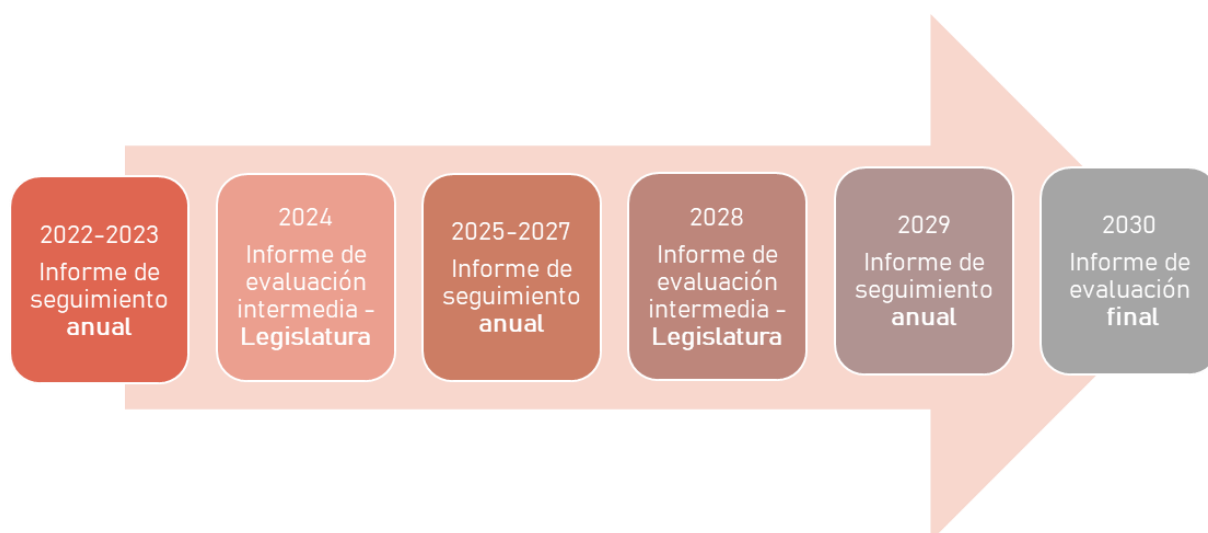 2022-2023
Informe de
seguimiento
anual
2024
Informe de
evaluación
intermedia -
Legislatura
2025-2027
Informe de
seguimiento
anual
2028
Informe de
evaluación
intermedia -
Legislatura
2029
Informe de
seguimiento
anual
2030
Informe de
evaluación
final